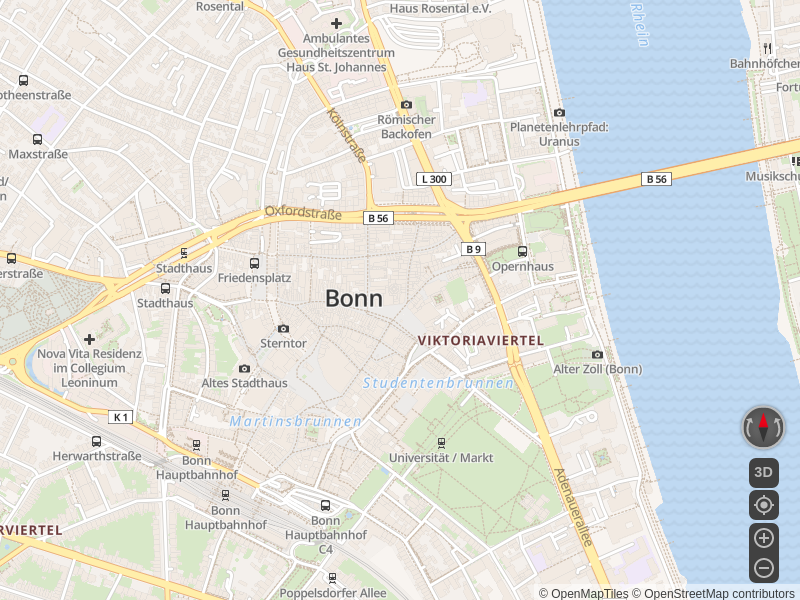 Rosental
Haus Rosental e.V.
Rhein
Ambulantes
Gesundheitszentrum
Haus St. Johannes
Bahnhöfchen
otheenstraße
Fortu
Römischer
Backofen
Kölnstraße
Planetenlehrpfad:
Uranus
Maxstraße
Musikschu
L 300
B 56
d/
n
Oxfordstraße
B 56
B 9
Stadthaus
Opernhaus
erstraße
Friedensplatz
Stadthaus
Bonn
Sterntor
VIKTORIAVIERTEL
Nova Vita Residenz
im Collegium
Leoninum
Alter Zoll (Bonn)
Altes Stadthaus
Studentenbrunnen
K 1
Martinsbrunnen
Herwarthstraße
Universität / Markt
Bonn
Hauptbahnhof
3D
Adenauerallee
Bonn
Hauptbahnhof
Bonn
Hauptbahnhof
C4
RVIERTEL
Poppelsdorfer Allee
© OpenMapTiles © OpenStreetMap contributors